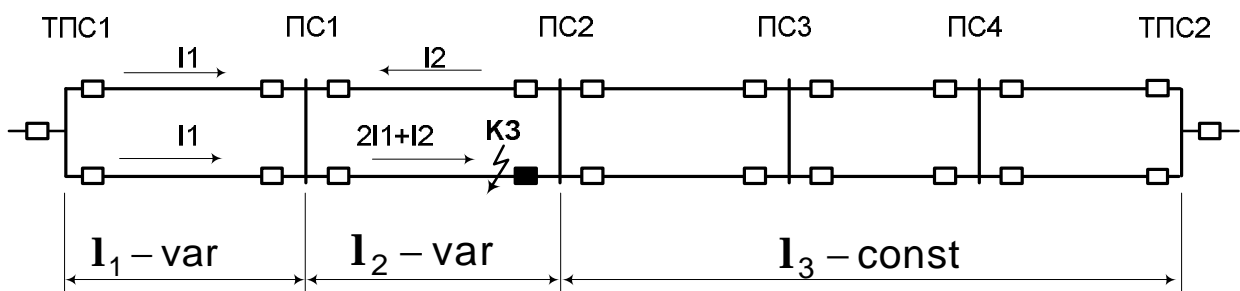 ТПС1 ПС1 ПС2 ПС3 ПС4 ТПС2
I1 I2
I1 2I1+I2 КЗ
l₁ – var l₂ – var l₃ – const